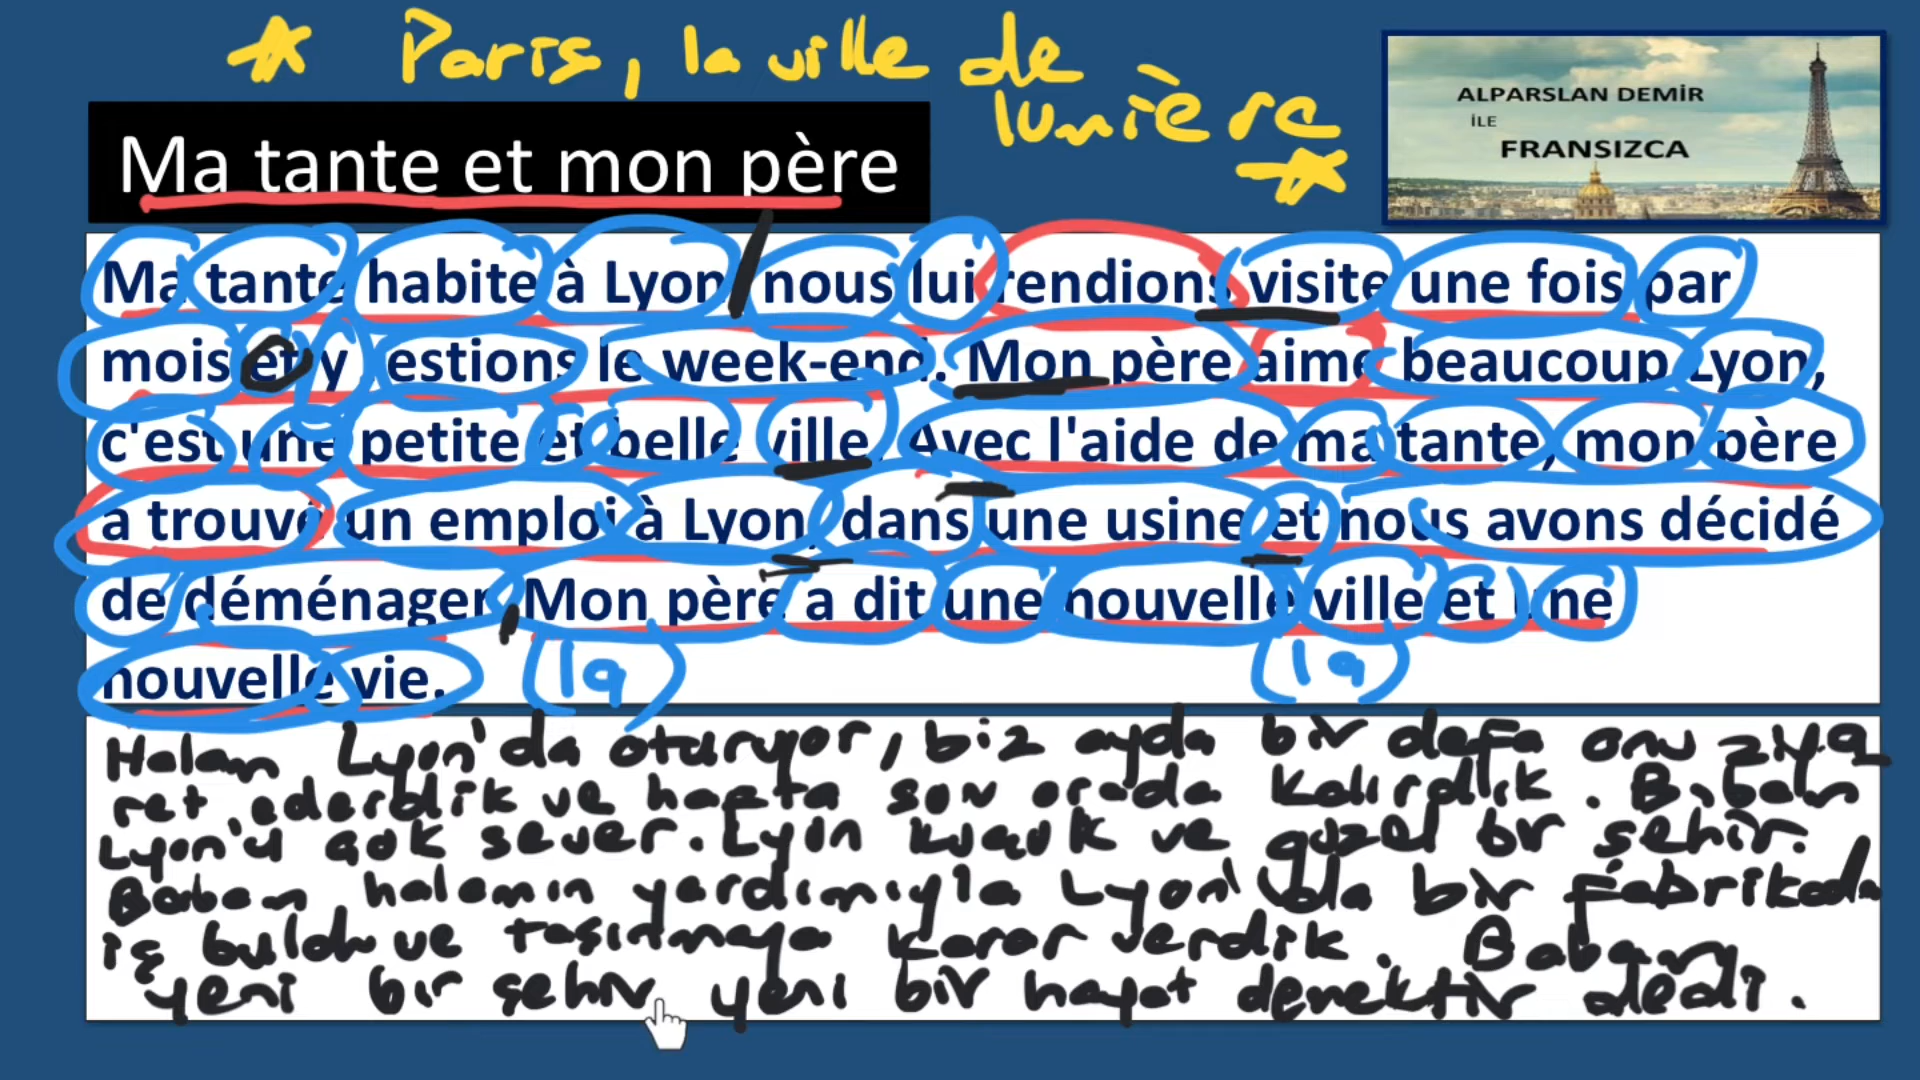 Paris, la ville de
lumière
ALPARSLAN DEMİR
İLE
FRANSIZCA
Ma tante et mon père
Ma tante habite à Lyon, nous lui rendions visite une fois par
mois et y restions le week-end. Mon père aime beaucoup Lyon,
c'est une petite et belle ville. Avec l'aide de ma tante, mon père
a trouvé un emploi à Lyon, dans une usine et nous avons décidé
de déménager. Mon père a dit une nouvelle ville et une
nouvelle vie.
(la) (la)
Halam Lyon'da oturuyor, biz ayda bir defa onu ziya
ret ederdik ve hafta sonu orada kalırdık. Babam
Lyon'u çok sever. Lyon küçük ve güzel bir şehir.
Babam halamın yardımıyla Lyon'da bir fabrikada
iş buldu ve taşınmaya karar verdik. Babam
yeni bir şehir yeni bir hayat demektir dedi.